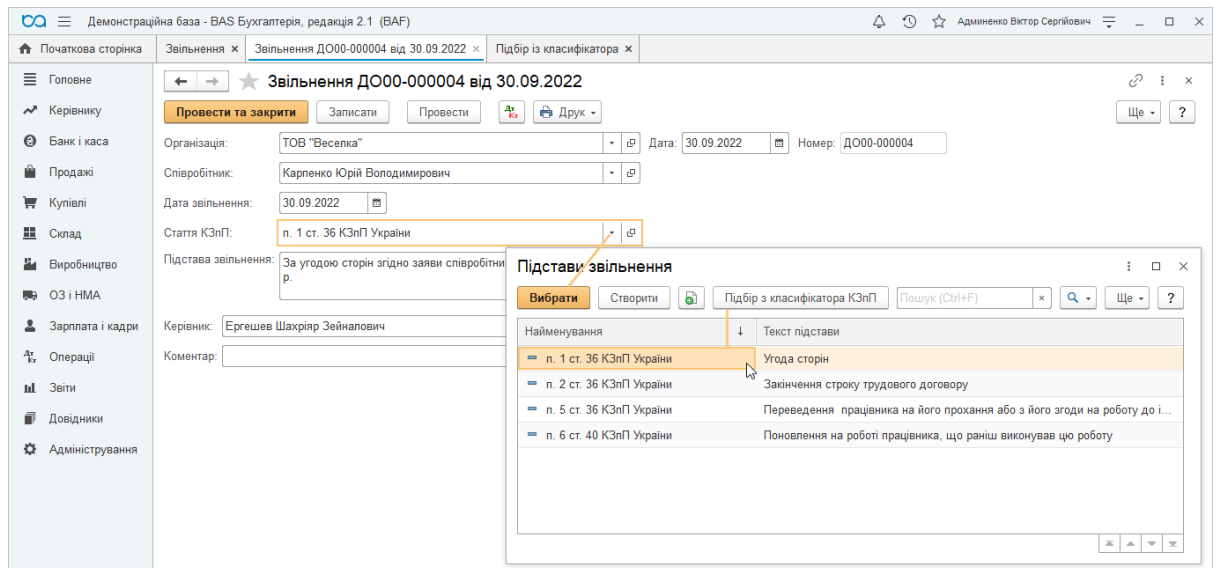 Демонстраційна база - BAS Бухгалтерія, редакція 2.1 (BAF)
Админенко Віктор Сергійович
Початкова сторінка
Звільнення ×
Звільнення ДО00-000004 від 30.09.2022 ×
Підбір із класифікатора ×
Головне
Керівнику
Банк і каса
Продажі
Купівлі
Склад
Виробництво
ОЗ і НМА
Зарплата і кадри
Операції
Звіти
Довідники
Адміністрування
Звільнення ДО00-000004 від 30.09.2022
Провести та закрити
Записати
Провести
Дт Кт
Друк
Ще
?
Організація: ТОВ "Веселка"
Дата: 30.09.2022
Номер: ДО00-000004
Співробітник: Карпенко Юрій Володимирович
Дата звільнення: 30.09.2022
Стаття КЗпП: п. 1 ст. 36 КЗпП України
Підстава звільнення: За угодою сторін згідно заяви співробітни
р.
Керівник: Ергешев Шахріяр Зейналович
Коментар:
Підстави звільнення
Вибрати
Створити
Підбір з класифікатора КЗпП
Пошук (Ctrl+F)
×
Ще
?
Найменування ↓ Текст підстави
п. 1 ст. 36 КЗпП України Угода сторін
п. 2 ст. 36 КЗпП України Закінчення строку трудового договору
п. 5 ст. 36 КЗпП України Переведення працівника на його прохання або з його згоди на роботу до і...
п. 6 ст. 40 КЗпП України Поновлення на роботі працівника, що раніш виконував цю роботу